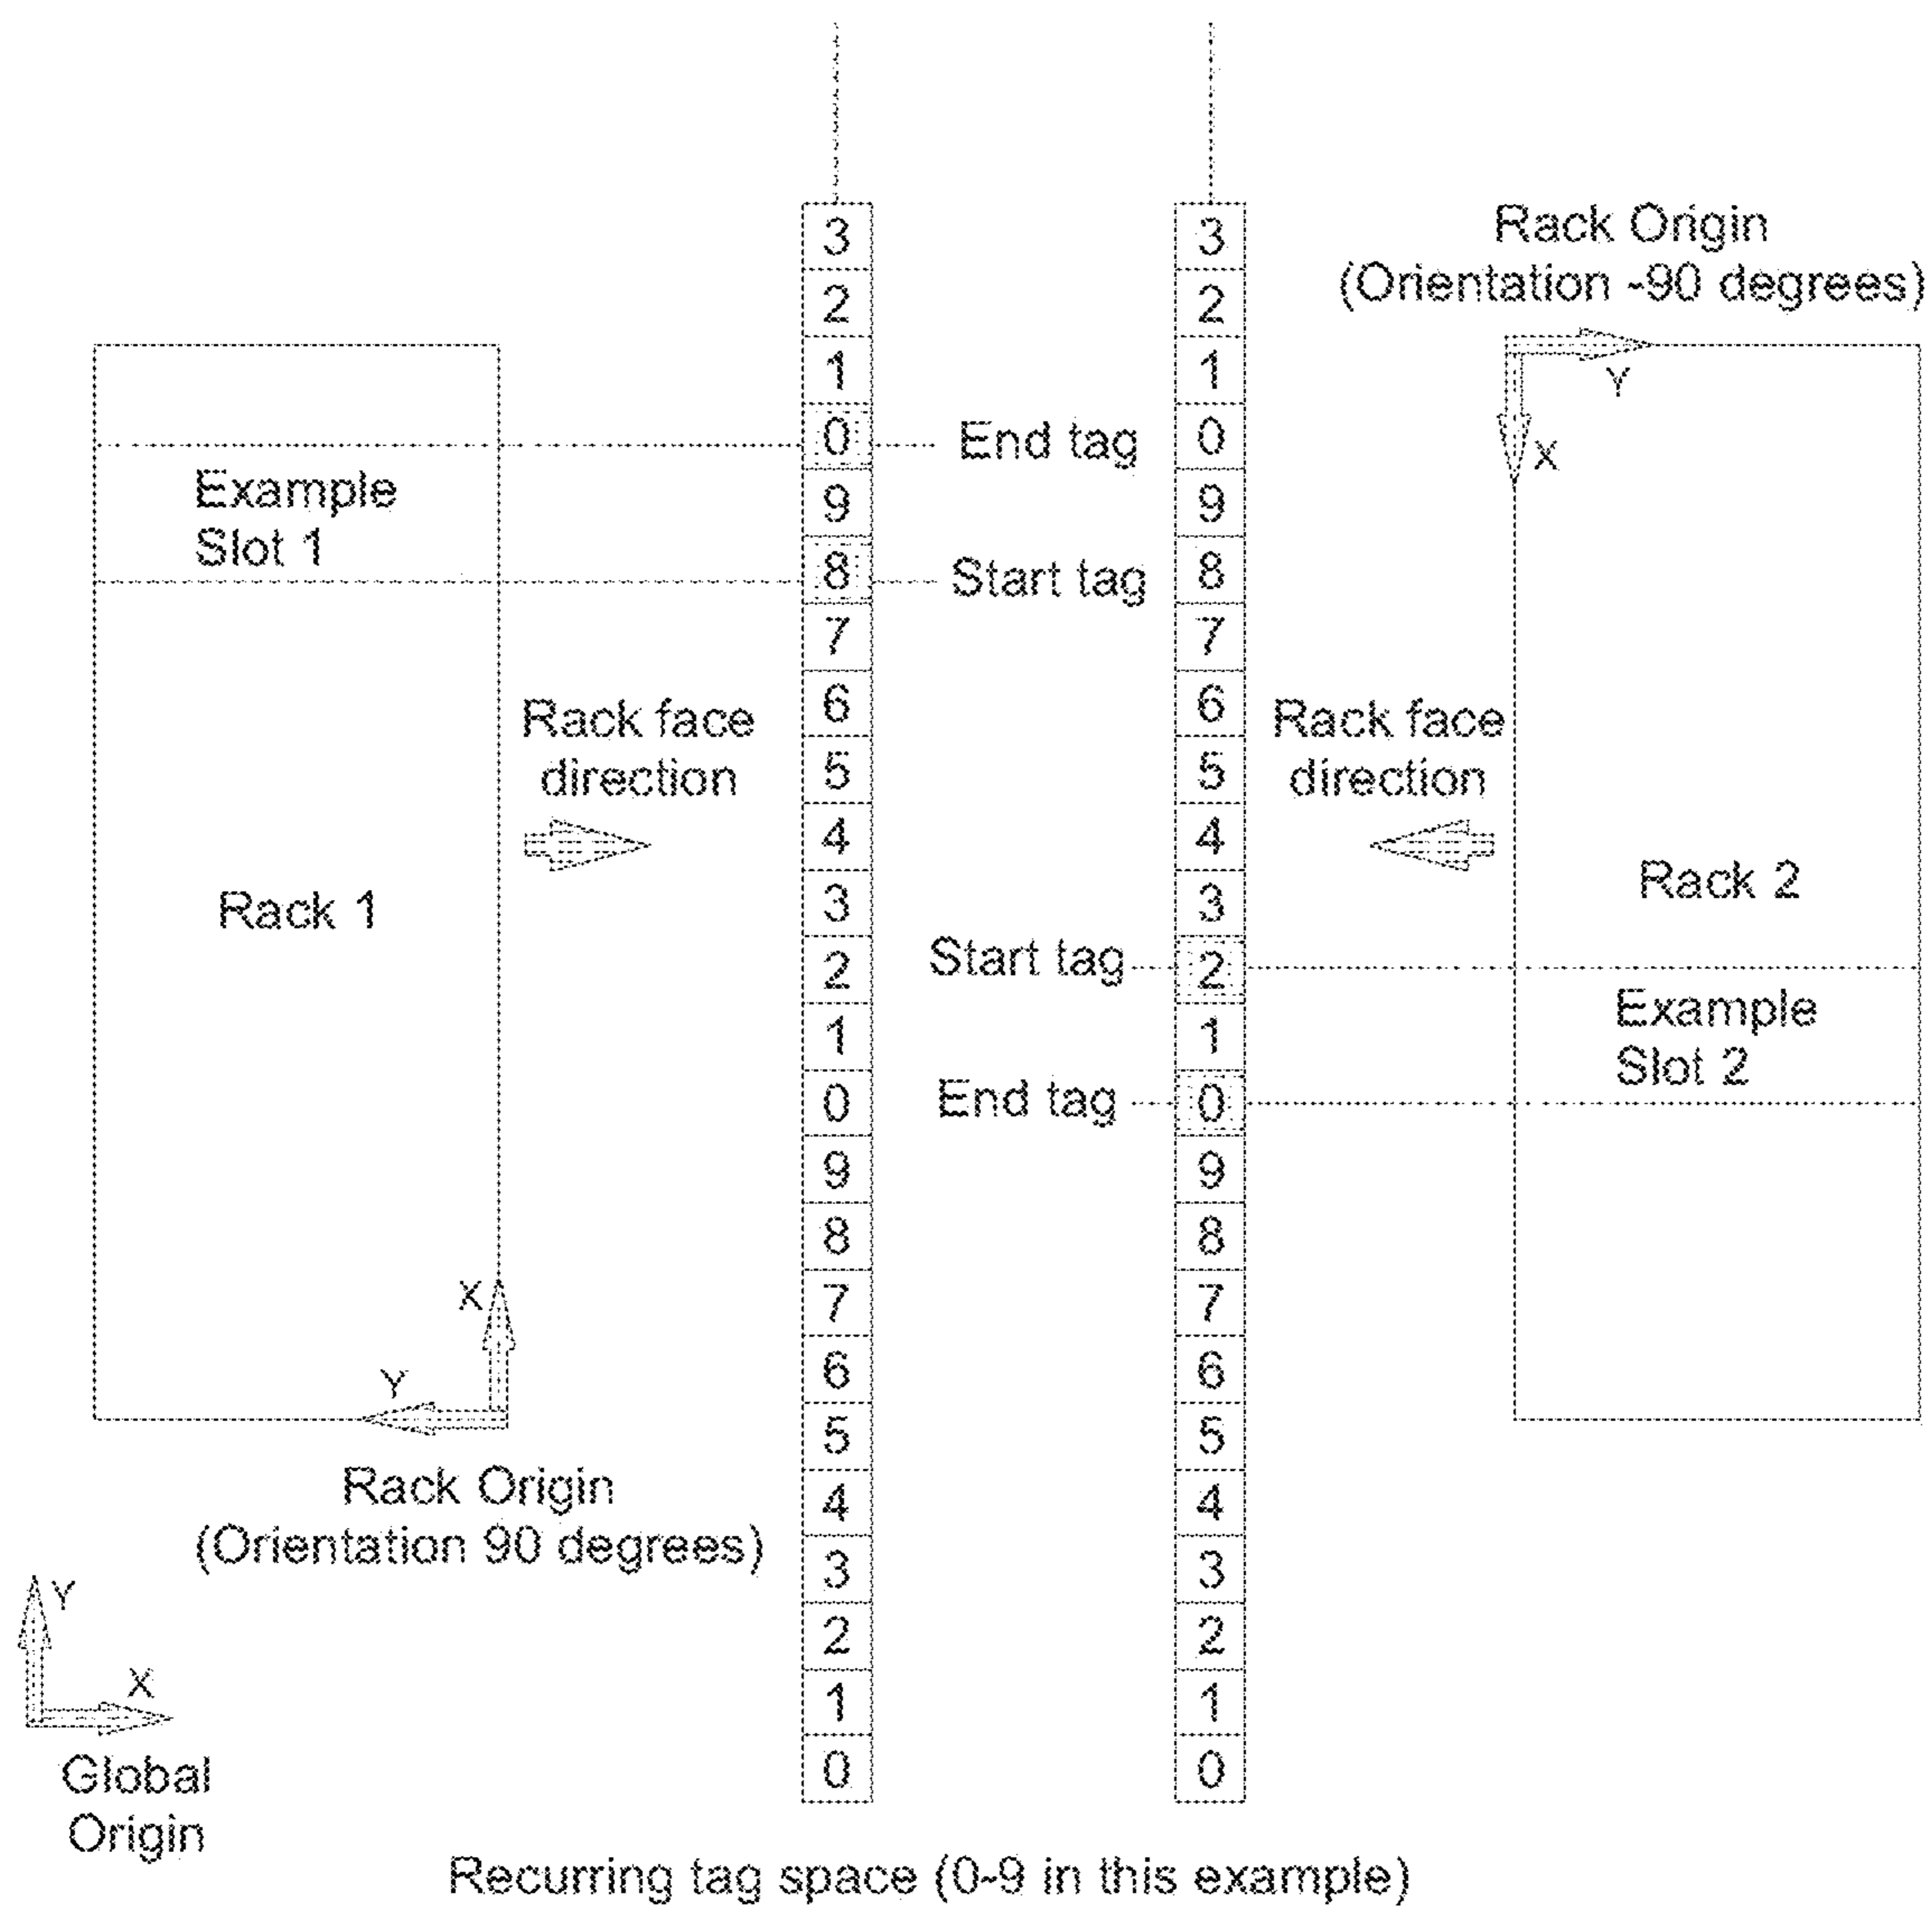 3 3
Rack Origin
(Orientation -90 degrees)
2 2
1 1
Y
0 End tag 0
X
Example
9 9
Slot 1
8 Start tag 8
7 7
6 6
Rack face
direction
Rack face
direction
5 5
4 4
Rack 1
3 3
Rack 2
2 Start tag 2
Example
Slot 2
1 1
0 End tag 0
9 9
8 8
7 7
X
6 6
Y
5 5
Rack Origin
(Orientation 90 degrees)
4 4
3 3
Y
2 2
X
1 1
0 0
Global
Origin
Recurring tag space (0-9 in this example)